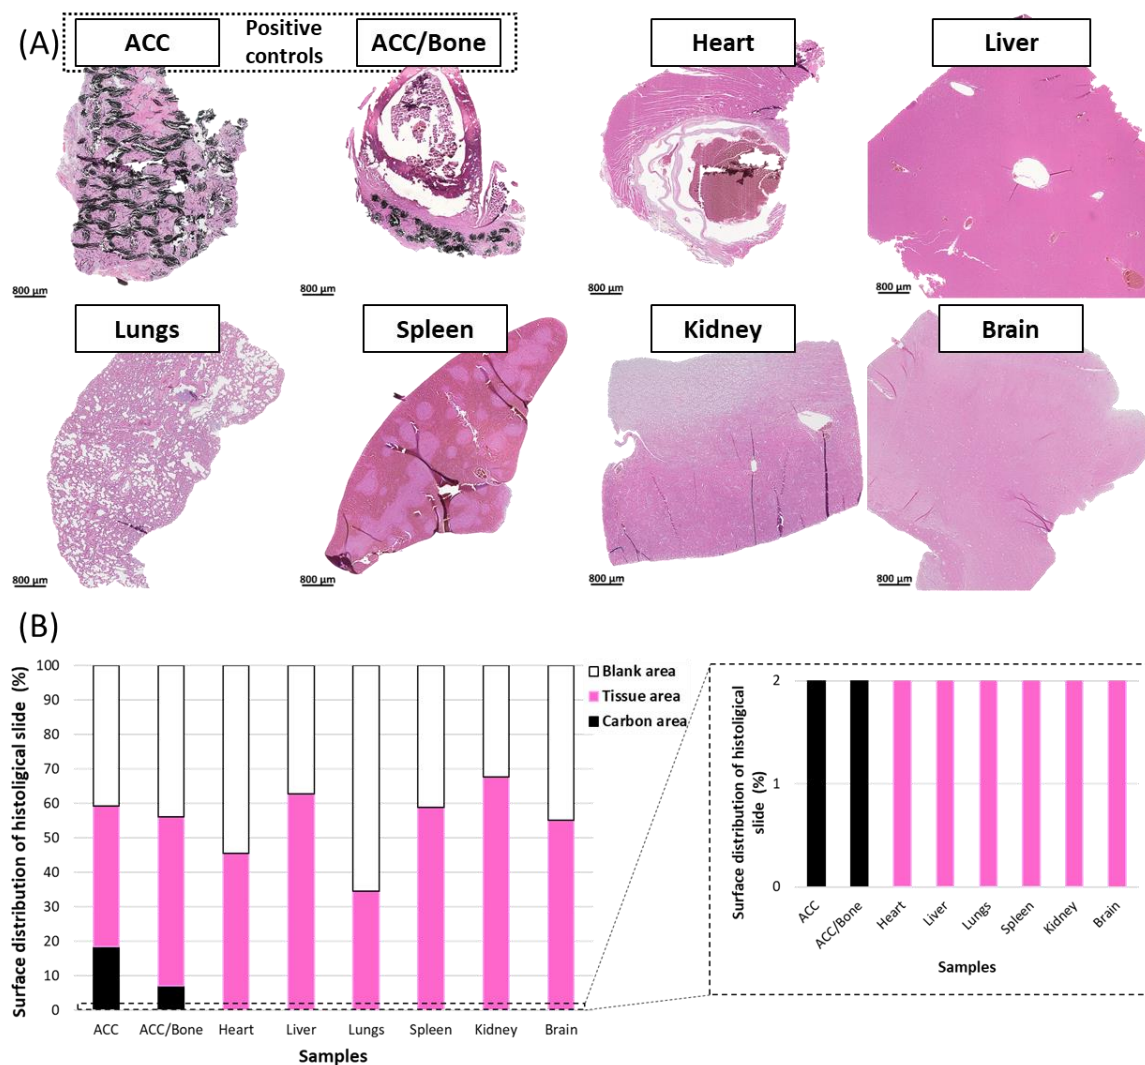 (A)
ACC
Positive
controls
ACC/Bone
Heart
Liver
800 µm
800 µm
800 µm
800 µm
Lungs
Spleen
Kidney
Brain
800 µm
800 µm
800 µm
800 µm
(B)
Surface distribution of histoligical slide (%)
100
90
80
70
60
50
40
30
20
10
0
ACC
ACC/Bone
Heart
Liver
Lungs
Spleen
Kidney
Brain
Samples
Blank area
Tissue area
Carbon area
Surface distribution of histoligical
slide (%)
2
1
0
ACC
ACC/Bone
Heart
Liver
Lungs
Spleen
Kidney
Brain
Samples